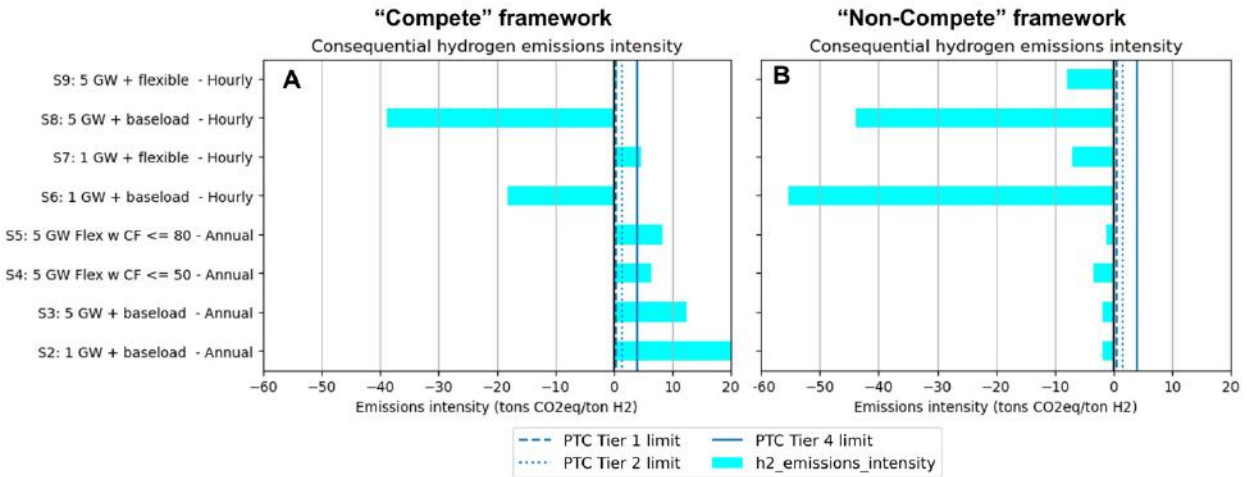 “Compete” framework
“Non-Compete” framework
Consequential hydrogen emissions intensity
Consequential hydrogen emissions intensity
A
B
S9: 5 GW + flexible - Hourly
S8: 5 GW + baseload - Hourly
S7: 1 GW + flexible - Hourly
S6: 1 GW + baseload - Hourly
S5: 5 GW Flex w CF <= 80 - Annual
S4: 5 GW Flex w CF <= 50 - Annual
S3: 5 GW + baseload - Annual
S2: 1 GW + baseload - Annual
−60 −50 −40 −30 −20 −10 0 10 20
−60 −50 −40 −30 −20 −10 0 10 20
Emissions intensity (tons CO2eq/ton H2)
Emissions intensity (tons CO2eq/ton H2)
PTC Tier 1 limit
PTC Tier 2 limit
PTC Tier 4 limit
h2_emissions_intensity